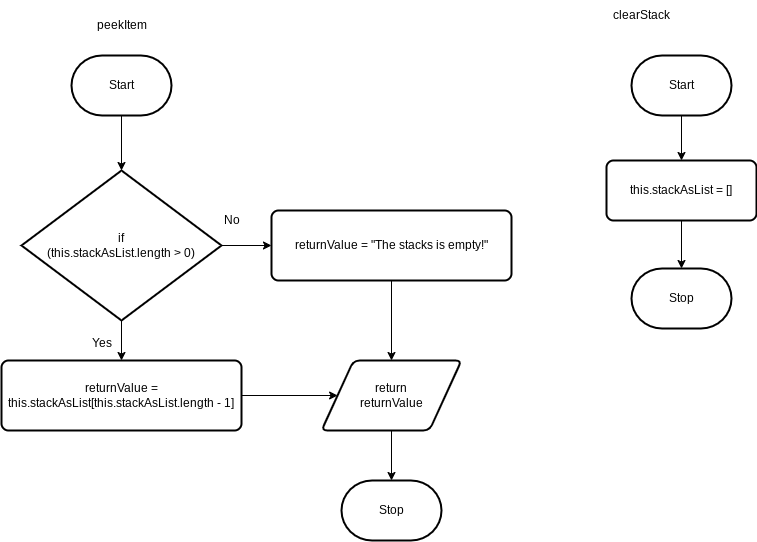 peekItem
Start
if
(this.stackAsList.length > 0)
No
returnValue = "The stacks is empty!"
Yes
returnValue =
this.stackAsList[this.stackAsList.length - 1]
return
returnValue
Stop
clearStack
Start
this.stackAsList = []
Stop